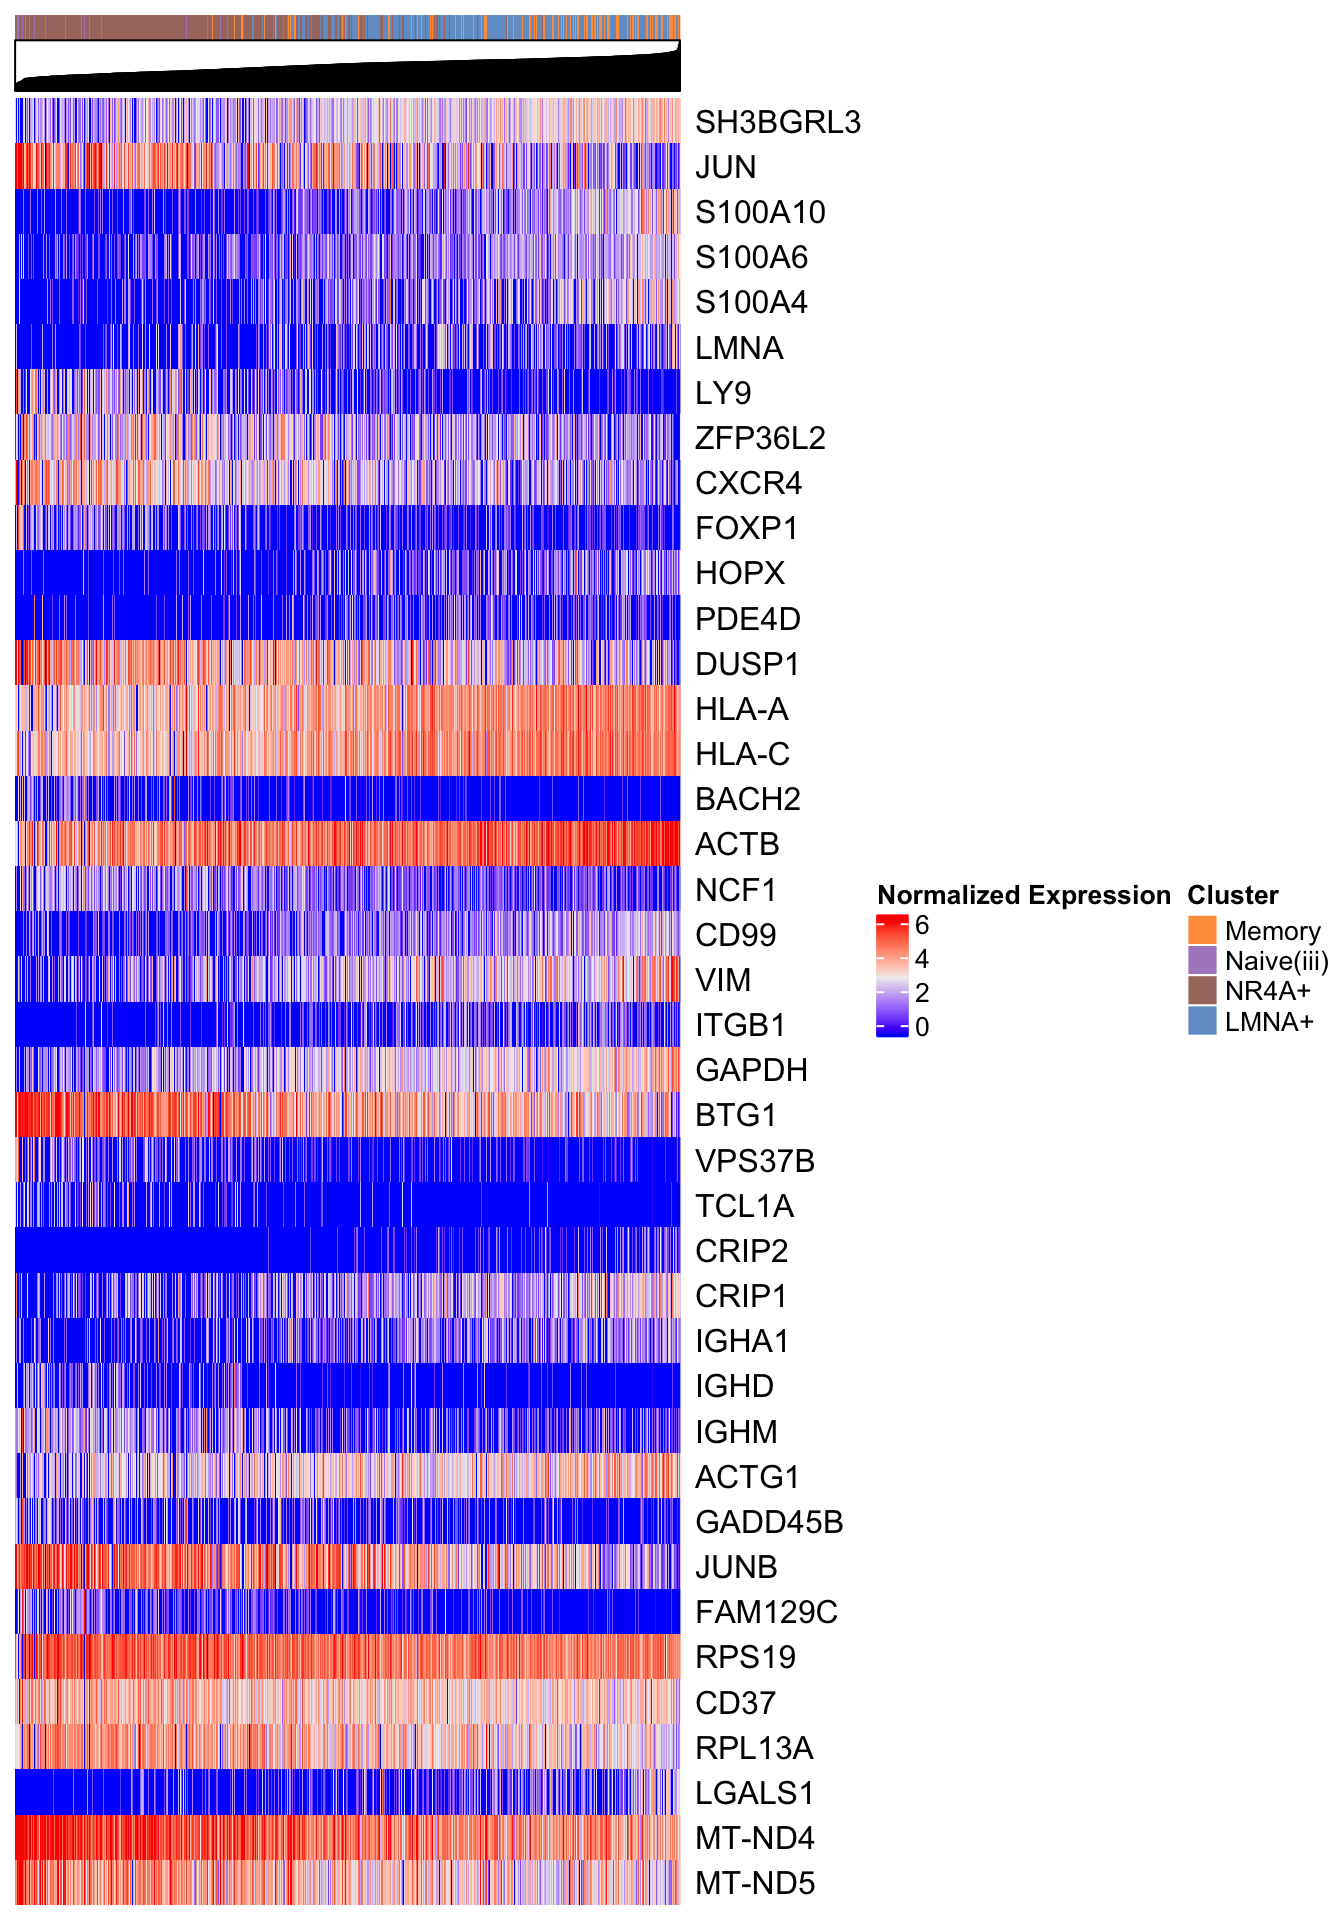 SH3BGRL3
JUN
S100A10
S100A6
S100A4
LMNA
LY9
ZFP36L2
CXCR4
FOXP1
HOPX
PDE4D
DUSP1
HLA-A
HLA-C
BACH2
ACTB
NCF1
CD99
VIM
ITGB1
GAPDH
BTG1
VPS37B
TCL1A
CRIP2
CRIP1
IGHA1
IGHD
IGHM
ACTG1
GADD45B
JUNB
FAM129C
RPS19
CD37
RPL13A
LGALS1
MT-ND4
MT-ND5
Normalized Expression
6
4
2
0
Cluster
Memory
Naive(iii)
NR4A+
LMNA+